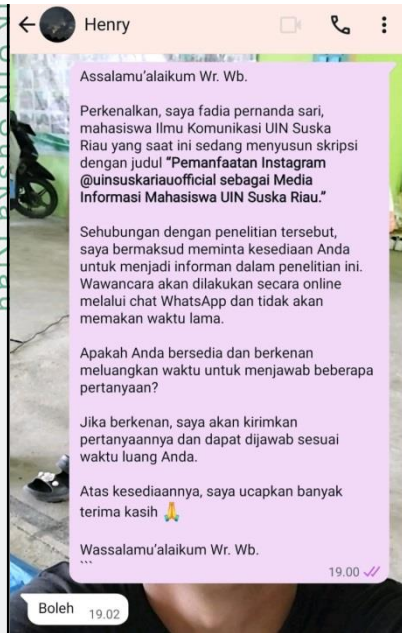 Henry
Assalamu’alaikum Wr. Wb.
Perkenalkan, saya fadia pernanda sari,
mahasiswa Ilmu Komunikasi UIN Suska
Riau yang saat ini sedang menyusun skripsi
dengan judul “Pemanfaatan Instagram
@uinsuskariauofficial sebagai Media
Informasi Mahasiswa UIN Suska Riau.”
Sehubungan dengan penelitian tersebut,
saya bermaksud meminta kesediaan Anda
untuk menjadi informan dalam penelitian ini.
Wawancara akan dilakukan secara online
melalui chat WhatsApp dan tidak akan
memakan waktu lama.
Apakah Anda bersedia dan berkenan
meluangkan waktu untuk menjawab beberapa
pertanyaan?
Jika berkenan, saya akan kirimkan
pertanyaannya dan dapat dijawab sesuai
waktu luang Anda.
Atas kesediaannya, saya ucapkan banyak
terima kasih 🙏
Wassalamu’alaikum Wr. Wb.
```
19.00
Boleh 19.02